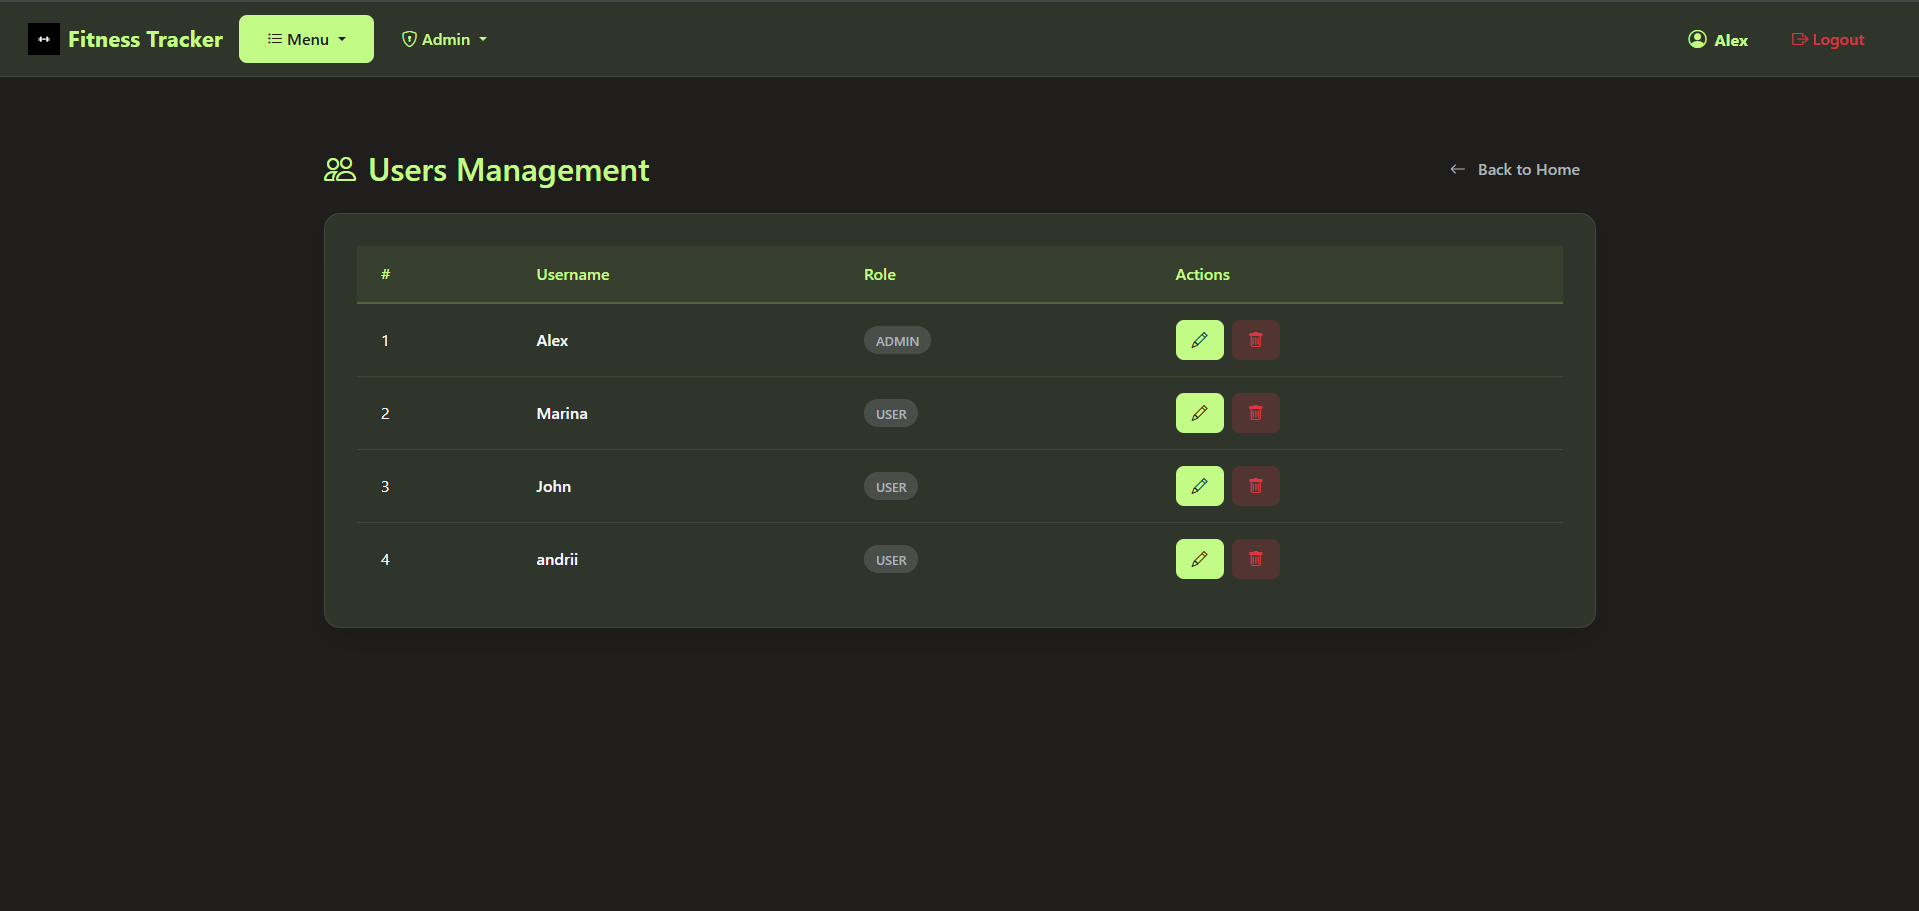 Fitness Tracker Menu Admin Alex Logout
Users Management Back to Home
# Username Role Actions
1 Alex ADMIN
2 Marina USER
3 John USER
4 andrii USER